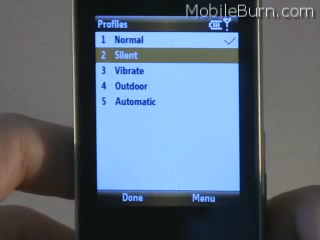 MobileBurn.com
Profiles
1 Normal
2 Silent
3 Vibrate
4 Outdoor
5 Automatic
Done Menu